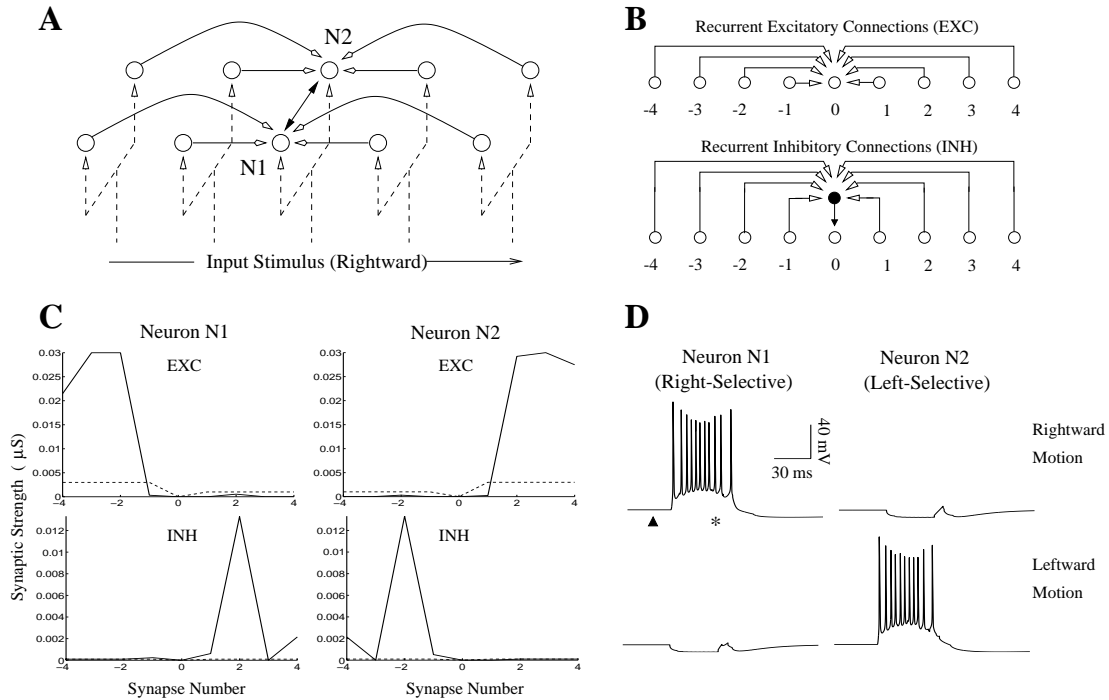 A
N2
N1
Input Stimulus (Rightward)
B
Recurrent Excitatory Connections (EXC)
-4 -3 -2 -1 0 1 2 3 4
Recurrent Inhibitory Connections (INH)
-4 -3 -2 -1 0 1 2 3 4
C
Neuron N1
EXC
0.03
0.025
0.02
0.015
0.01
0.005
0
−4 −2 0 2 4
Neuron N2
EXC
0.03
0.025
0.02
0.015
0.01
0.005
0
−4 −2 0 2 4
INH
0.012
0.01
0.008
0.006
0.004
0.002
0
−4 −2 0 2 4
INH
0.012
0.01
0.008
0.006
0.004
0.002
0
−4 −2 0 2 4
Synaptic Strength ( μS)
Synapse Number
Synapse Number
D
Neuron N1
(Right-Selective)
Neuron N2
(Left-Selective)
40 mV
30 ms
Rightward
Motion
*
Leftward
Motion